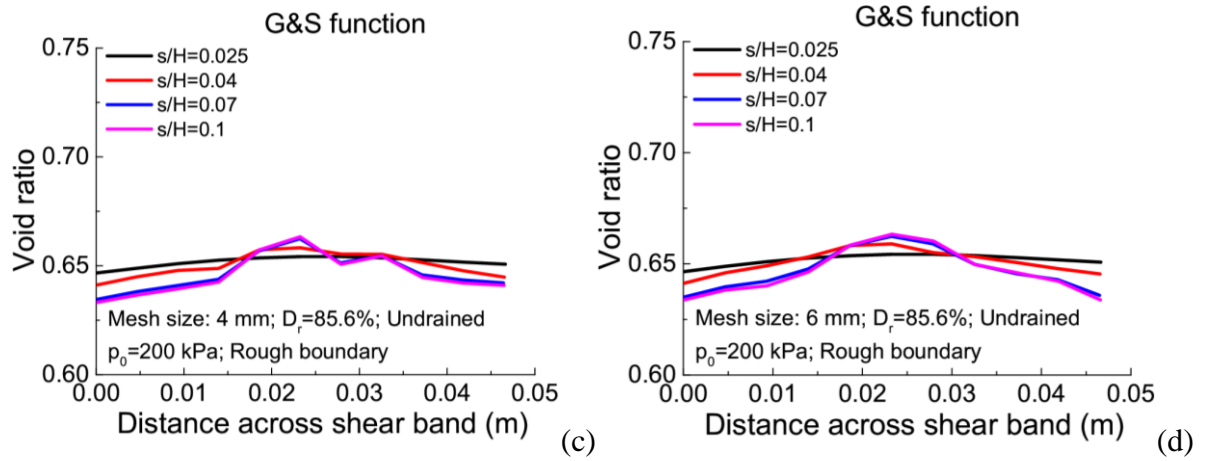 G&S function
0.75
0.70
0.65
0.60
Void ratio
s/H=0.025
s/H=0.04
s/H=0.07
s/H=0.1
Mesh size: 4 mm; Dr=85.6%; Undrained
p0=200 kPa; Rough boundary
0.00 0.01 0.02 0.03 0.04 0.05
Distance across shear band (m)
(c)
G&S function
0.75
0.70
0.65
0.60
Void ratio
s/H=0.025
s/H=0.04
s/H=0.07
s/H=0.1
Mesh size: 6 mm; Dr=85.6%; Undrained
p0=200 kPa; Rough boundary
0.00 0.01 0.02 0.03 0.04 0.05
Distance across shear band (m)
(d)